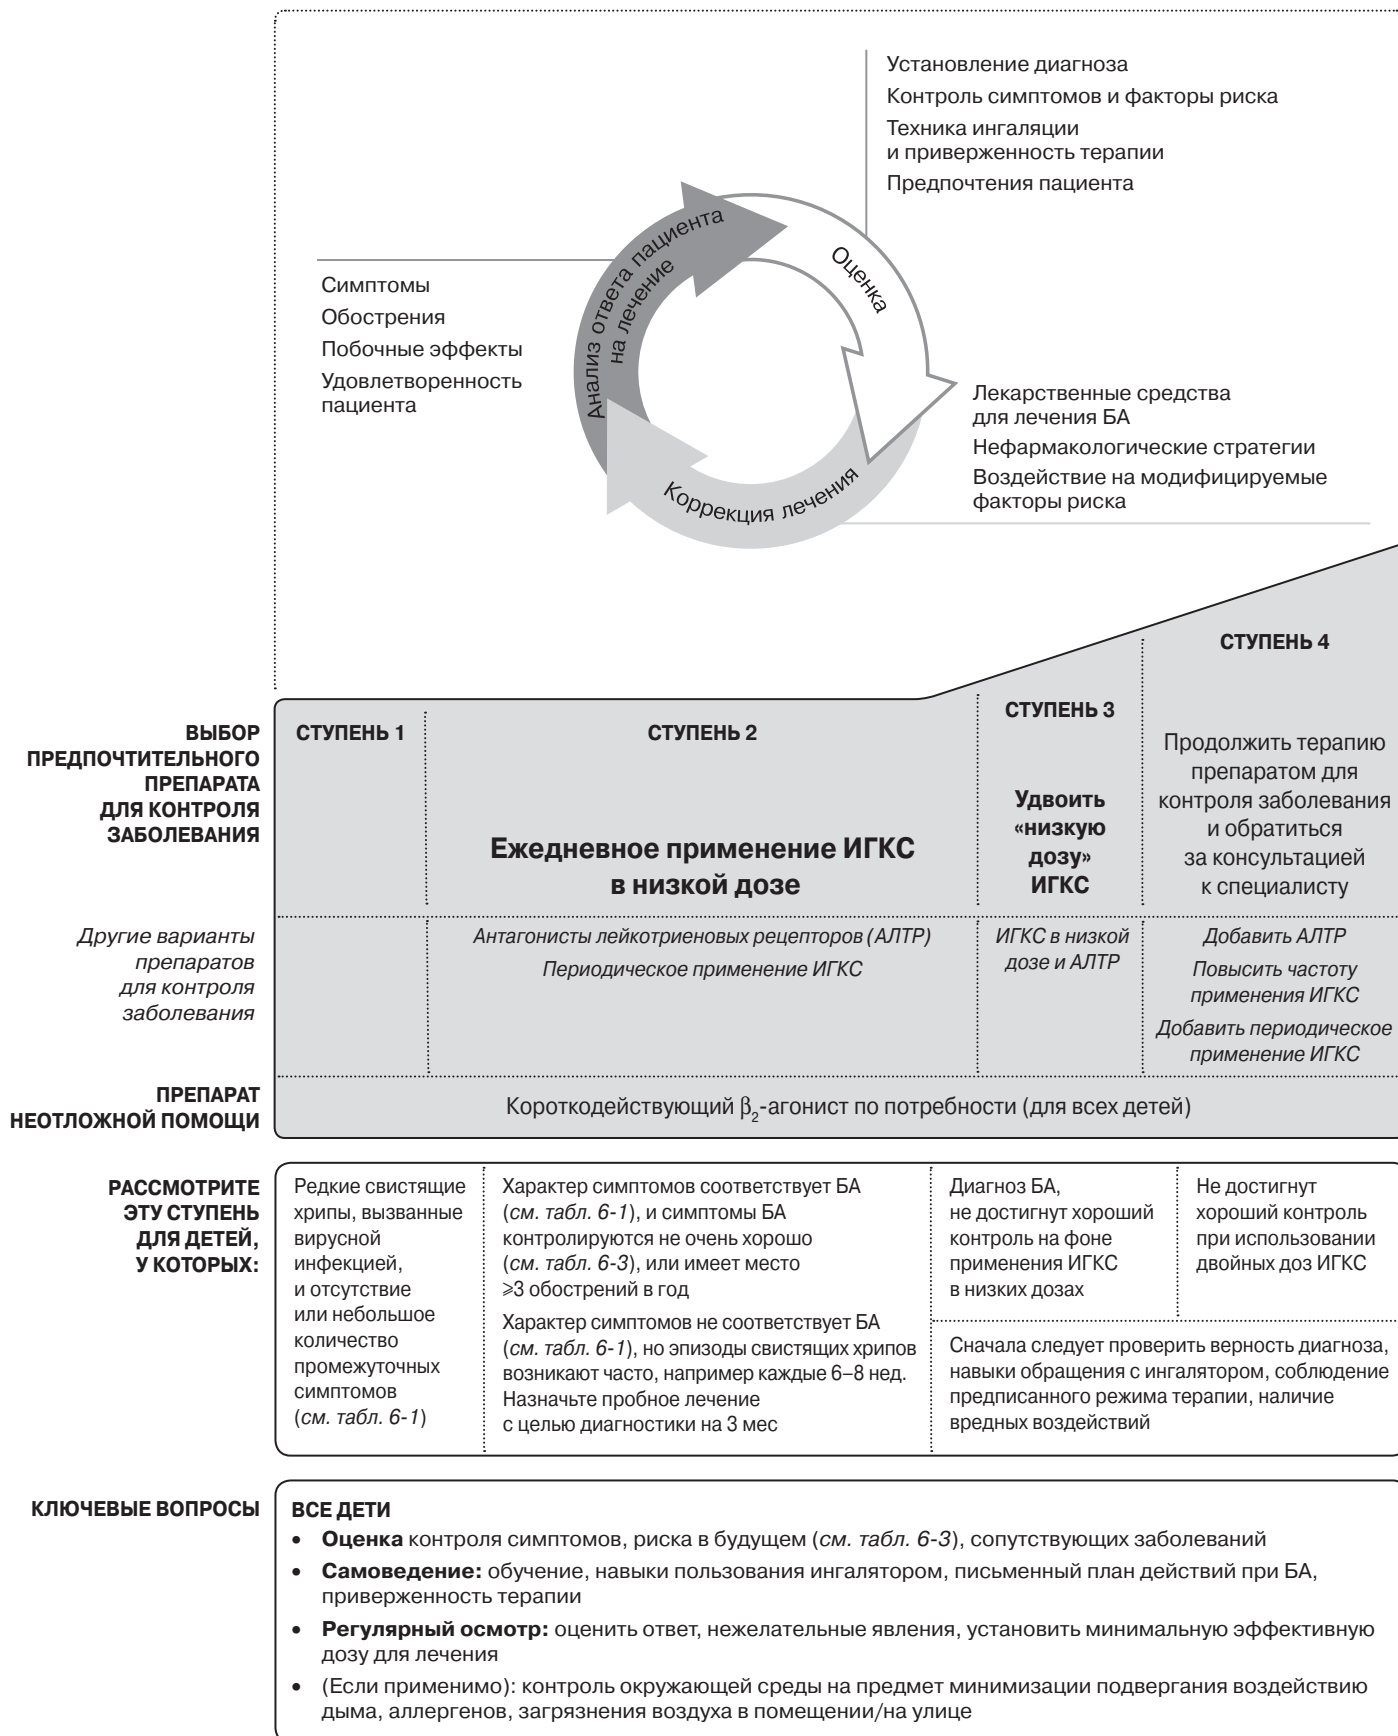 Установление диагноза
Контроль симптомов и факторы риска
Техника ингаляции
и приверженность терапии
Предпочтения пациента
Анализ ответа пациента
на лечение
Оценка
Симптомы
Обострения
Побочные эффекты
Удовлетворенность
пациента
Лекарственные средства
для лечения БА
Нефармакологические стратегии
Воздействие на модифицируемые
факторы риска
Коррекция лечения
ВЫБОР
ПРЕДПОЧТИТЕЛЬНОГО
ПРЕПАРАТА
ДЛЯ КОНТРОЛЯ
ЗАБОЛЕВАНИЯ
СТУПЕНЬ 1
СТУПЕНЬ 2
Ежедневное применение ИГКС
в низкой дозе
СТУПЕНЬ 3
Удвоить
«низкую
дозу»
ИГКС
СТУПЕНЬ 4
Продолжить терапию
препаратом для
контроля заболевания
и обратиться
за консультацией
к специалисту
Другие варианты
препаратов
для контроля
заболевания
Антагонисты лейкотриеновых рецепторов (АЛТР)
Периодическое применение ИГКС
ИГКС в низкой
дозе и АЛТР
Добавить АЛТР
Повысить частоту
применения ИГКС
Добавить периодическое
применение ИГКС
ПРЕПАРАТ
НЕОТЛОЖНОЙ ПОМОЩИ
Короткодействующий β₂-агонист по потребности (для всех детей)
РАССМОТРИТЕ
ЭТУ СТУПЕНЬ
ДЛЯ ДЕТЕЙ,
У КОТОРЫХ:
Редкие свистящие
хрипы, вызванные
вирусной
инфекцией,
и отсутствие
или небольшое
количество
промежуточных
симптомов
(см. табл. 6-1)
Характер симптомов соответствует БА
(см. табл. 6-1), и симптомы БА
контролируются не очень хорошо
(см. табл. 6-3), или имеет место
⩾3 обострений в год
Характер симптомов не соответствует БА
(см. табл. 6-1), но эпизоды свистящих хрипов
возникают часто, например каждые 6–8 нед.
Назначьте пробное лечение
с целью диагностики на 3 мес
Диагноз БА,
не достигнут хороший
контроль на фоне
применения ИГКС
в низких дозах
Не достигнут
хороший контроль
при использовании
двойных доз ИГКС
Сначала следует проверить верность диагноза,
навыки обращения с ингалятором, соблюдение
предписанного режима терапии, наличие
вредных воздействий
КЛЮЧЕВЫЕ ВОПРОСЫ
ВСЕ ДЕТИ
• Оценка контроля симптомов, риска в будущем (см. табл. 6-3), сопутствующих заболеваний
• Самоведение: обучение, навыки пользования ингалятором, письменный план действий при БА,
приверженность терапии
• Регулярный осмотр: оценить ответ, нежелательные явления, установить минимальную эффективную
дозу для лечения
• (Если применимо): контроль окружающей среды на предмет минимизации подвергания воздействию
дыма, аллергенов, загрязнения воздуха в помещении/на улице